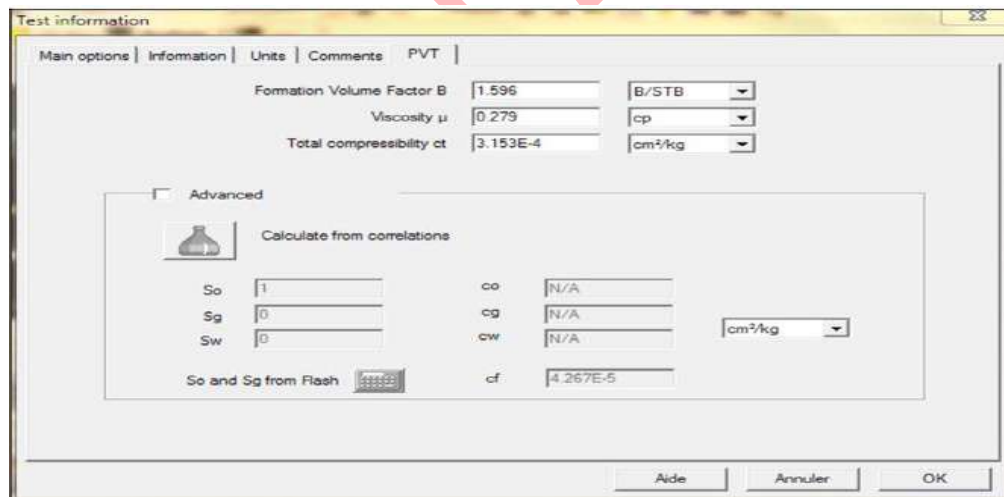 Test information
Main options | Information | Units | Comments PVT
Formation Volume Factor B 1.596 B/STB
Viscosity µ 0.279 cp
Total compressibility ct 3.153E-4 cm²/kg
Advanced
Calculate from correlations
So 1 co N/A
Sg 0 cg N/A
Sw 0 cw N/A
cm²/kg
So and Sg from Flash cf 4.267E-5
Aide Annuler OK